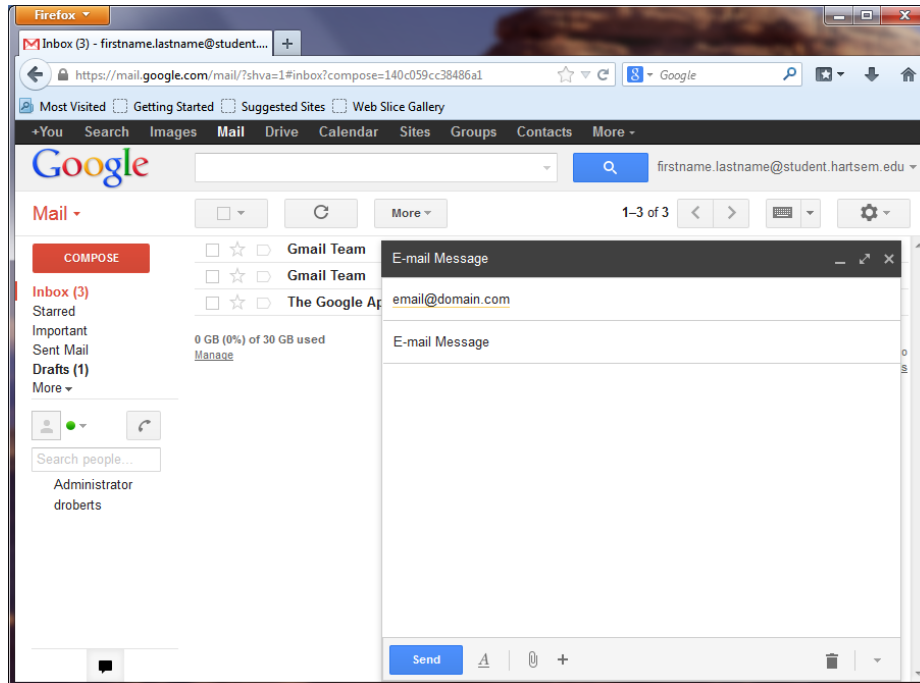 Firefox
Inbox (3) - firstname.lastname@student....
https://mail.google.com/mail/?shva=1#inbox?compose=140c059cc38486a1
Google
Most Visited Getting Started Suggested Sites Web Slice Gallery
+You Search Images Mail Drive Calendar Sites Groups Contacts More
Google
firstname.lastname@student.hartsem.edu
Mail
More
1–3 of 3
COMPOSE
Gmail Team
Gmail Team
The Google Ap
Inbox (3)
Starred
Important
Sent Mail
Drafts (1)
More
0 GB (0%) of 30 GB used
Manage
Search people...
Administrator
droberts
E-mail Message
email@domain.com
E-mail Message
Send